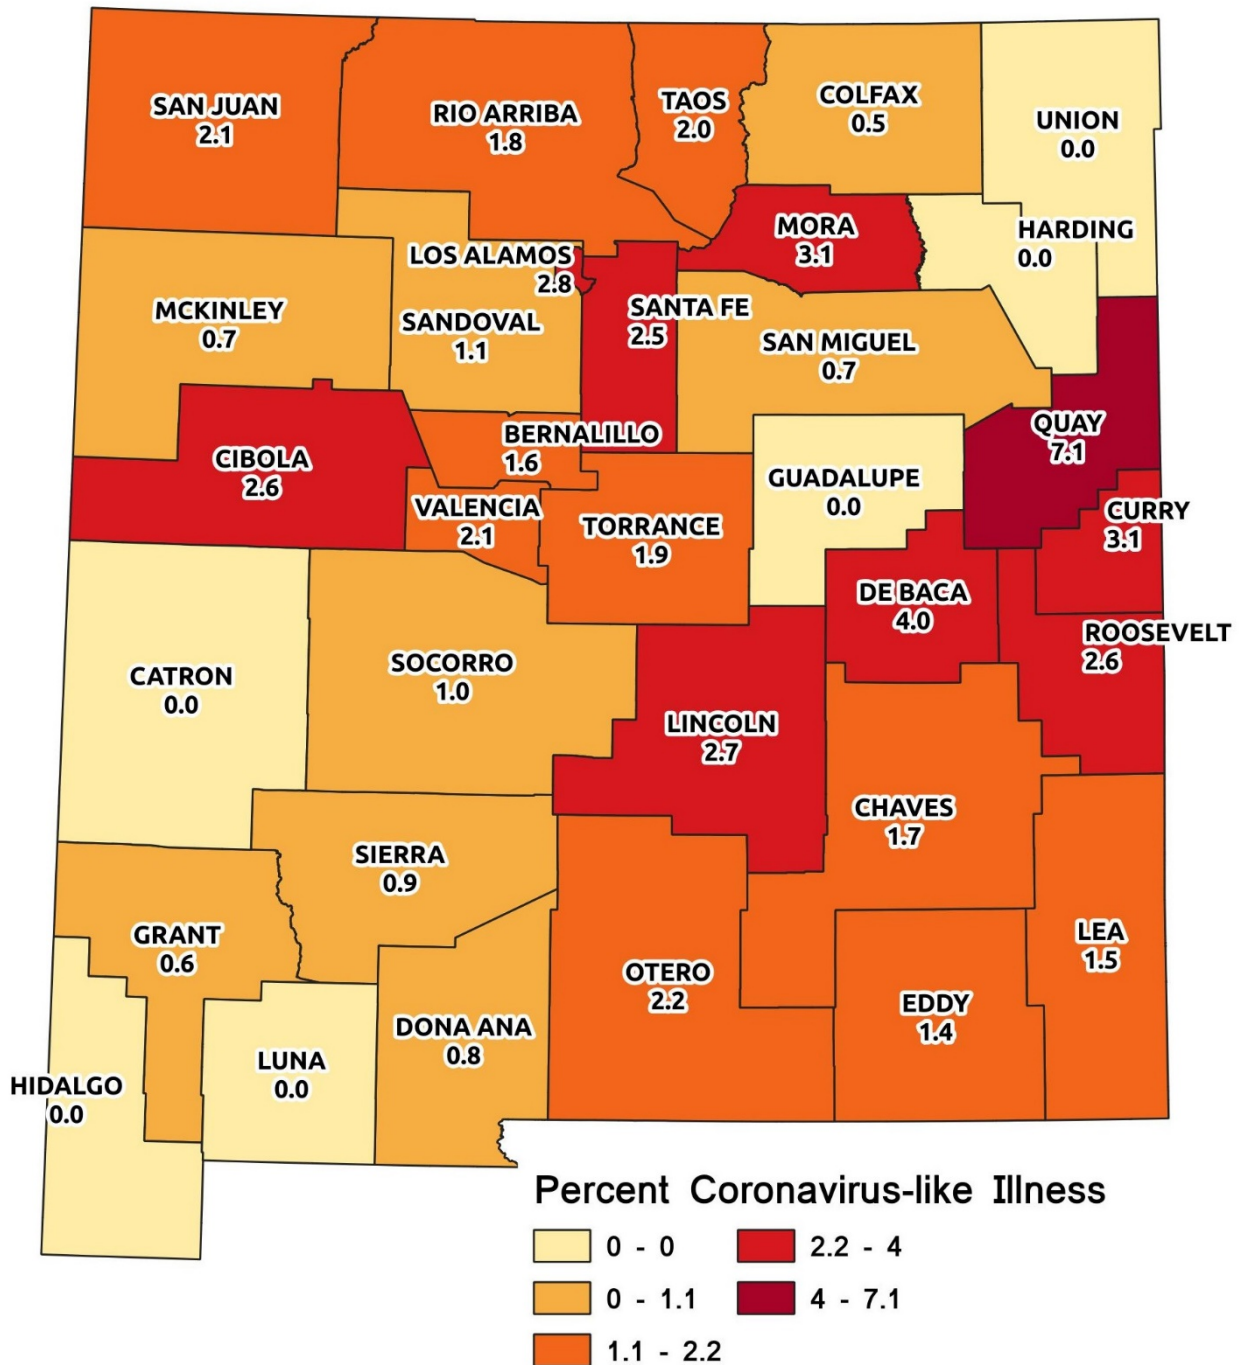 SAN JUAN
2.1
RIO ARRIBA
1.8
TAOS
2.0
COLFAX
0.5
UNION
0.0
MORA
3.1
HARDING
0.0
LOS ALAMOS
2.8
MCKINLEY
0.7
SANDOVAL
1.1
SANTA FE
2.5
SAN MIGUEL
0.7
QUAY
7.1
BERNALILLO
1.6
CIBOLA
2.6
GUADALUPE
0.0
VALENCIA
2.1
TORRANCE
1.9
CURRY
3.1
DE BACA
4.0
ROOSEVELT
2.6
CATRON
0.0
SOCORRO
1.0
LINCOLN
2.7
CHAVES
1.7
SIERRA
0.9
GRANT
0.6
OTERO
2.2
LEA
1.5
EDDY
1.4
DONA ANA
0.8
LUNA
0.0
HIDALGO
0.0
Percent Coronavirus-like Illness
0 - 0
2.2 - 4
0 - 1.1
4 - 7.1
1.1 - 2.2